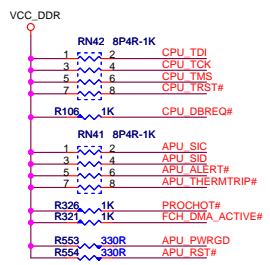 VCC_DDR
RN42 8P4R-1K
1 2 CPU_TDI
3 4 CPU_TCK
5 6 CPU_TMS
7 8 CPU_TRST#
R106 1K CPU_DBREQ#
RN41 8P4R-1K
1 2 APU_SIC
3 4 APU_SID
5 6 APU_ALERT#
7 8 APU_THERMTRIP#
R326 1K PROCHOT#
R321 1K FCH_DMA_ACTIVE#
R553 330R APU_PWRGD
R554 330R APU_RST#